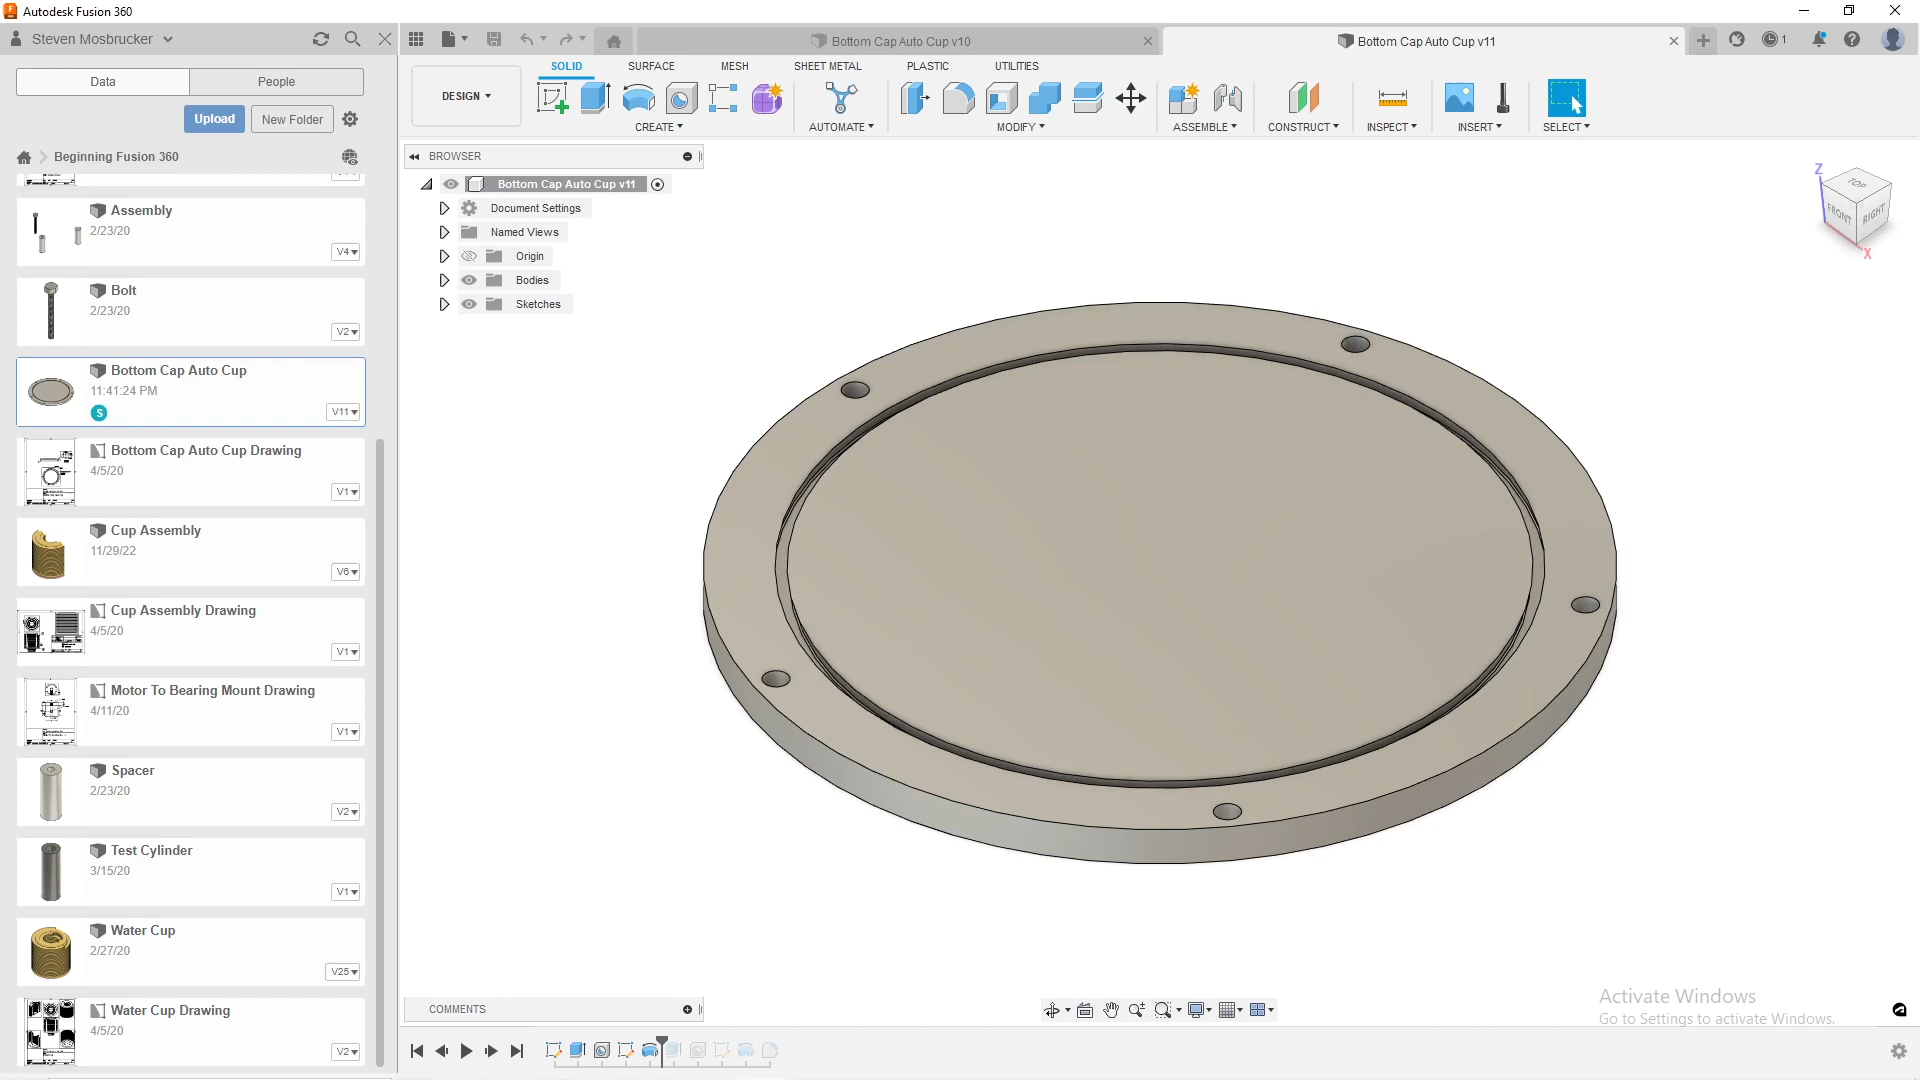 Autodesk Fusion 360
Steven Mosbrucker
Bottom Cap Auto Cup v10
Bottom Cap Auto Cup v11
1
Data
People
Upload
New Folder
Beginning Fusion 360
DESIGN
SOLID
SURFACE
MESH
SHEET METAL
PLASTIC
UTILITIES
CREATE
AUTOMATE
MODIFY
ASSEMBLE
CONSTRUCT
INSPECT
INSERT
SELECT
Assembly
2/23/20
V4
Bolt
2/23/20
V2
Bottom Cap Auto Cup
11:41:24 PM
S
V11
Bottom Cap Auto Cup Drawing
4/5/20
V1
Cup Assembly
11/29/22
V6
Cup Assembly Drawing
4/5/20
V1
Motor To Bearing Mount Drawing
4/11/20
V1
Spacer
2/23/20
V2
Test Cylinder
3/15/20
V1
Water Cup
2/27/20
V25
Water Cup Drawing
4/5/20
V2
BROWSER
Bottom Cap Auto Cup v11
Document Settings
Named Views
Origin
Bodies
Sketches
Z
TOP
FRONT
RIGHT
X
COMMENTS
Activate Windows
Go to Settings to activate Windows.